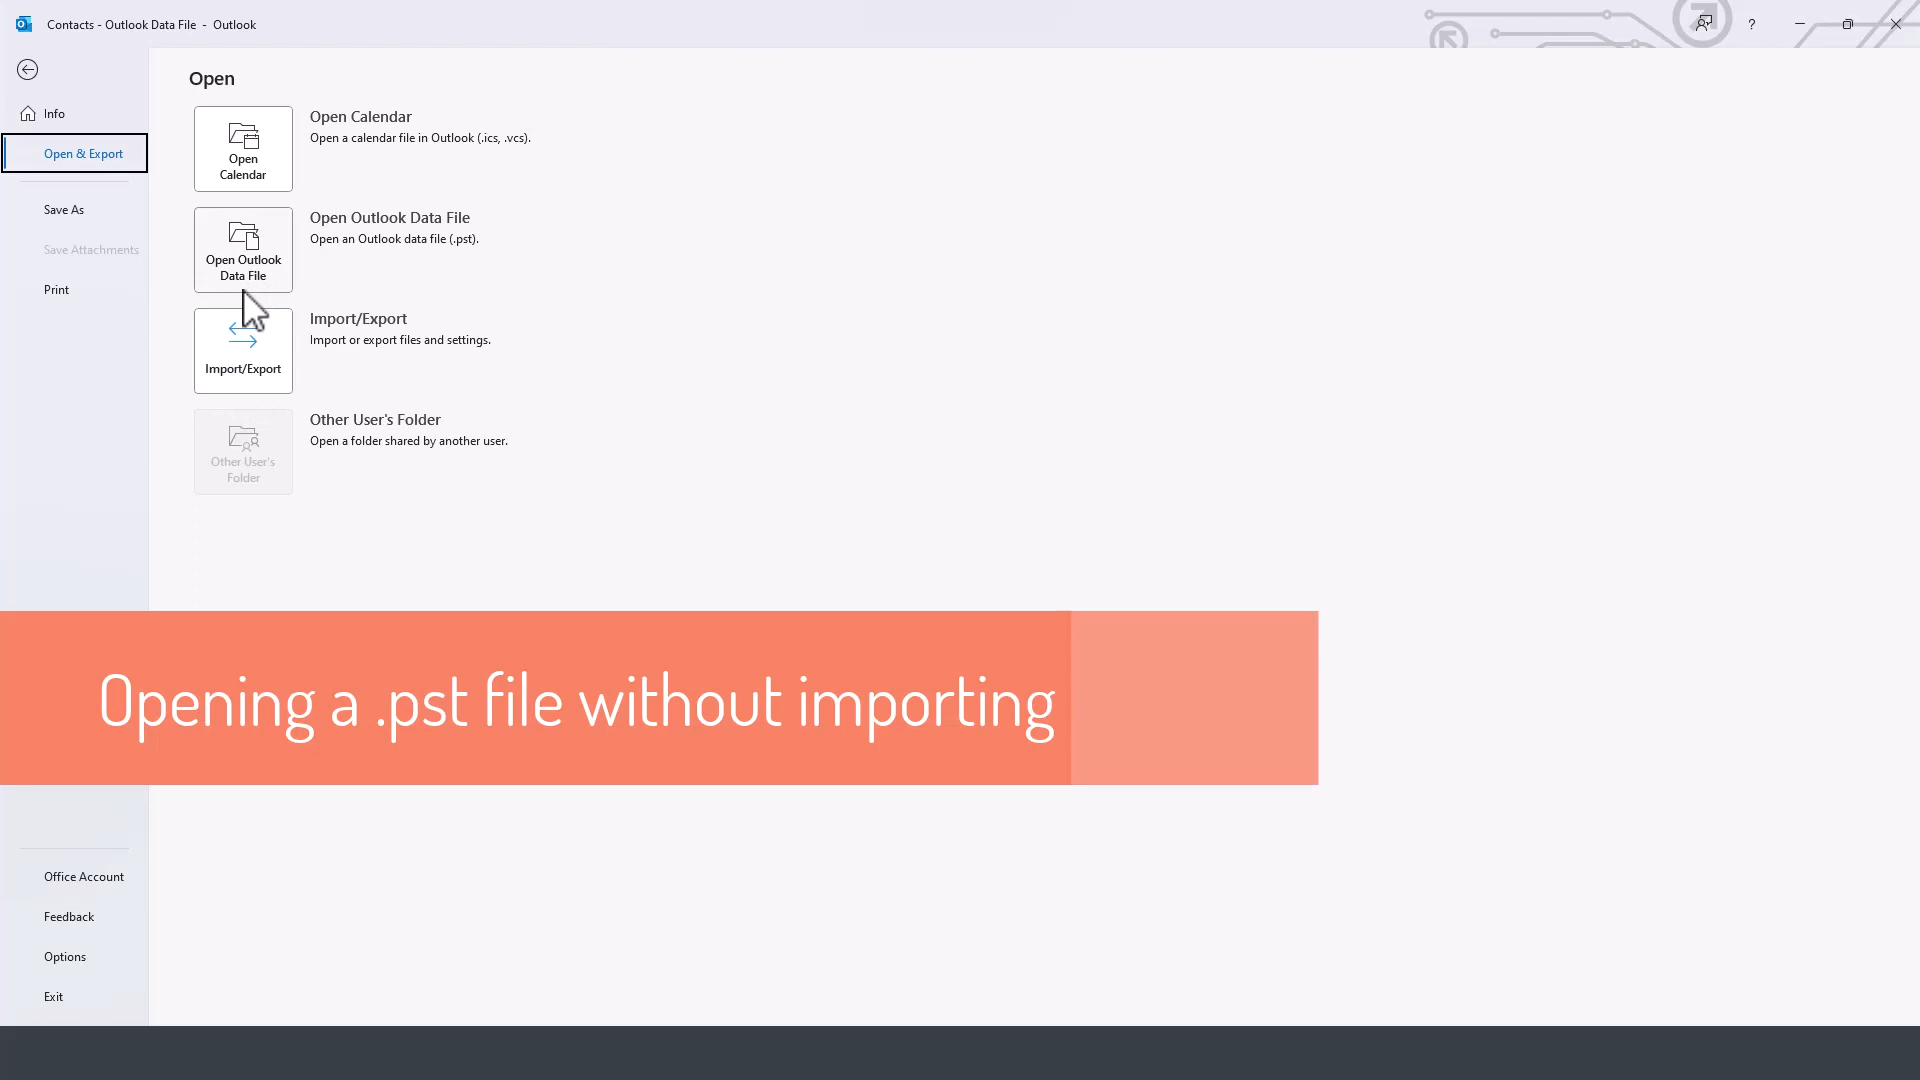 Contacts - Outlook Data File - Outlook
?
Info
Open & Export
Save As
Save Attachments
Print
Office Account
Feedback
Options
Exit
Open
Open
Calendar
Open Calendar
Open a calendar file in Outlook (.ics, .vcs).
Open Outlook
Data File
Open Outlook Data File
Open an Outlook data file (.pst).
Import/Export
Import/Export
Import or export files and settings.
Other User's
Folder
Other User's Folder
Open a folder shared by another user.
Opening a .pst file without importing